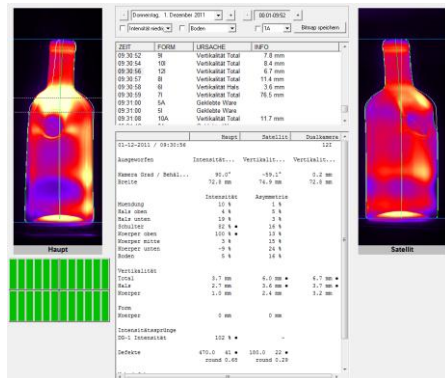 Donnerstag, 1. Dezember 2011
00:01-09:52
Intensität niedrig
Boden
1A
Bitmap speichern
ZEIT FORM URSACHE INFO
09:30:52 9I Vertikalität Total 7.8 mm
09:30:54 10I Vertikalität Total 8.4 mm
09:30:56 12I Vertikalität Total 6.7 mm
09:30:57 8I Vertikalität Total 11.4 mm
09:30:58 6I Vertikalität Hals 3.6 mm
09:30:59 7I Vertikalität Total 76.5 mm
09:31:00 5A Geklebte Ware
09:31:00 5I Geklebte Ware
09:31:08 10A Vertikalität Total 11.7 mm
Haupt Satellit Dualkamera
01-12-2011 / 09:30:56 12I
Ausgeworfen Intensität... Vertikalit... Vertikalit...
Kamera Grad / Behäl... 90.0° -59.1° 0.2 mm
Breite 72.8 mm 74.9 mm 72.8 mm
Intensität Asymmetrie
Muendung 10 % 1 %
Hals oben 4 % 5 %
Hals unten 19 % 3 %
Schulter 82 % 16 %
Koerper oben 100 % 13 %
Koerper mitte 3 % 15 %
Koerper unten -9 % 24 %
Boden 5 % 14 %
Vertikalität
Total 3.7 mm 6.0 mm 6.7 mm
Hals 2.7 mm 3.6 mm 3.7 mm
Koerper 1.0 mm 2.4 mm 3.2 mm
Form
Koerper 0 mm 0 mm
Intensitätssprünge
SS-1 Intensität 102 % -
Defekte 470.0 41 180.0 22
round 0.65 round 0.29
Haupt
Satellit